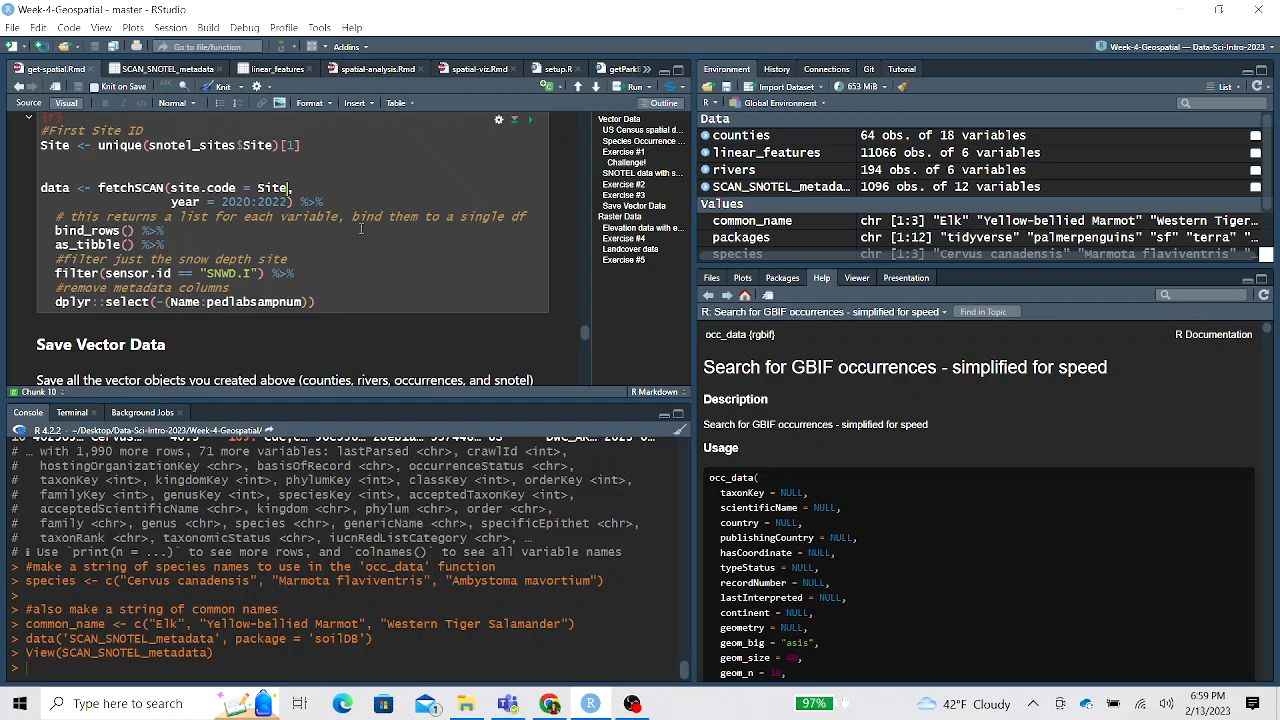 Week-4-Geospatial - master - RStudio
File Edit Code View Plots Session Build Debug Profile Tools Help
Go to file/function Addins Week-4-Geospatial — Data-Sci-Intro-2023
get-spatial.Rmd SCAN_SNOTEL_metadata linear_features spatial-analysis.Rmd spatial-viz.Rmd setup.R getPark
Knit on Save Knit Run
Source Visual B I Normal Format Insert Table Outline
{r}
#First Site ID
Site <- unique(snotel_sites$Site)[1]
data <- fetchSCAN(site.code = Site,
year = 2020:2022) %>%
# this returns a list for each variable, bind them to a single df
bind_rows() %>%
as_tibble() %>%
#filter just the snow depth site
filter(sensor.id == "SNWD.I") %>%
#remove metadata columns
dplyr::select(-(Name:pedlabsampnum))
Save Vector Data
Save all the vector objects you created above (counties, rivers, occurrences, and snotel)
Chunk 10 R Markdown
Vector Data
US Census spatial d
Species Occurrence
Exercise #1
Challenge!
SNOTEL data with s
Exercise #2
Exercise #3
Save Vector Data
Raster Data
Elevation data with e
Exercise #4
Landcover data
Exercise #5
Console Terminal Background Jobs
R 4.2.2 · ~/Desktop/Data-Sci-Intro-2023/Week-4-Geospatial/
# … with 1,990 more rows, 71 more variables: lastParsed <chr>, crawlId <int>,
# hostingOrganizationKey <chr>, basisOfRecord <chr>, occurrenceStatus <chr>,
# taxonKey <int>, kingdomKey <int>, phylumKey <int>, classKey <int>, orderKey <int>,
# familyKey <int>, genusKey <int>, speciesKey <int>, acceptedTaxonKey <int>,
# acceptedScientificName <chr>, kingdom <chr>, phylum <chr>, order <chr>,
# family <chr>, genus <chr>, species <chr>, genericName <chr>, specificEpithet <chr>,
# taxonRank <chr>, taxonomicStatus <chr>, iucnRedListCategory <chr>, …
# ℹ Use `print(n = ...)` to see more rows, and `colnames()` to see all variable names
> #make a string of species names to use in the 'occ_data' function
> species <- c("Cervus canadensis", "Marmota flaviventris", "Ambystoma mavortium")
>
> #also make a string of common names
> common_name <- c("Elk", "Yellow-bellied Marmot", "Western Tiger Salamander")
> data('SCAN_SNOTEL_metadata', package = 'soilDB')
> View(SCAN_SNOTEL_metadata)
>
Environment History Connections Git Tutorial
Import Dataset 653 MiB List
R Global Environment
Data
counties 64 obs. of 18 variables
linear_features 11066 obs. of 6 variables
rivers 194 obs. of 6 variables
SCAN_SNOTEL_metada… 1096 obs. of 12 variables
Values
common_name chr [1:3] "Elk" "Yellow-bellied Marmot" "Western…
packages chr [1:12] "tidyverse" "palmerpenguins" "sf" "terra" "…
species chr [1:3] "Cervus canadensis" "Marmota flaviventris"
Files Plots Packages Help Viewer Presentation
R: Search for GBIF occurrences - simplified for speed Find in Topic
occ_data {rgbif} R Documentation
Search for GBIF occurrences - simplified for speed
Description
Search for GBIF occurrences - simplified for speed
Usage
occ_data(
taxonKey = NULL,
scientificName = NULL,
country = NULL,
publishingCountry = NULL,
hasCoordinate = NULL,
typeStatus = NULL,
recordNumber = NULL,
lastInterpreted = NULL,
continent = NULL,
geometry = NULL,
geom_big = "asis",
geom_size = 40,
geom_n = 10,
Type here to search 97% 42°F Cloudy 6:59 PM
2/13/2023